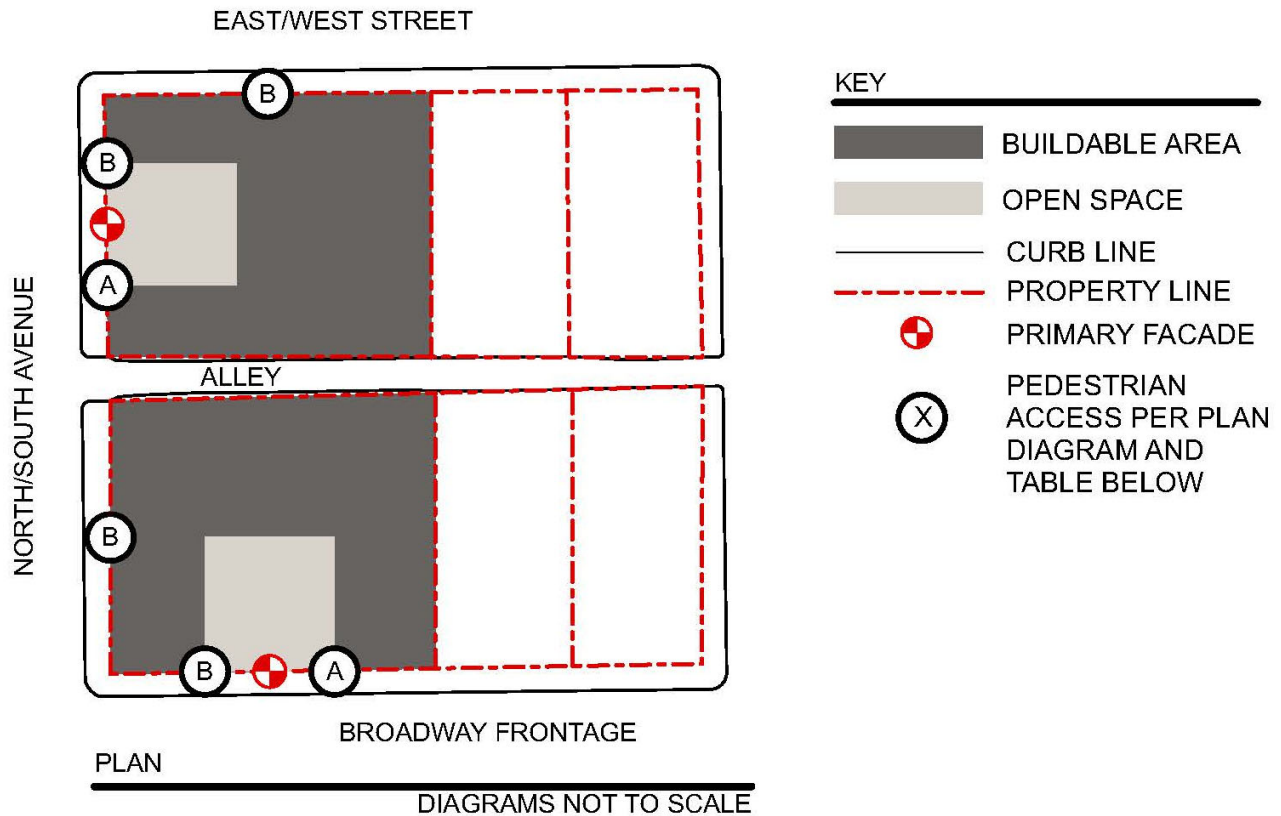 EAST/WEST STREET
B
B
A
NORTH/SOUTH AVENUE
ALLEY
B
B
A
BROADWAY FRONTAGE
PLAN
DIAGRAMS NOT TO SCALE
KEY
BUILDABLE AREA
OPEN SPACE
CURB LINE
PROPERTY LINE
PRIMARY FACADE
X
PEDESTRIAN
ACCESS PER PLAN
DIAGRAM AND
TABLE BELOW